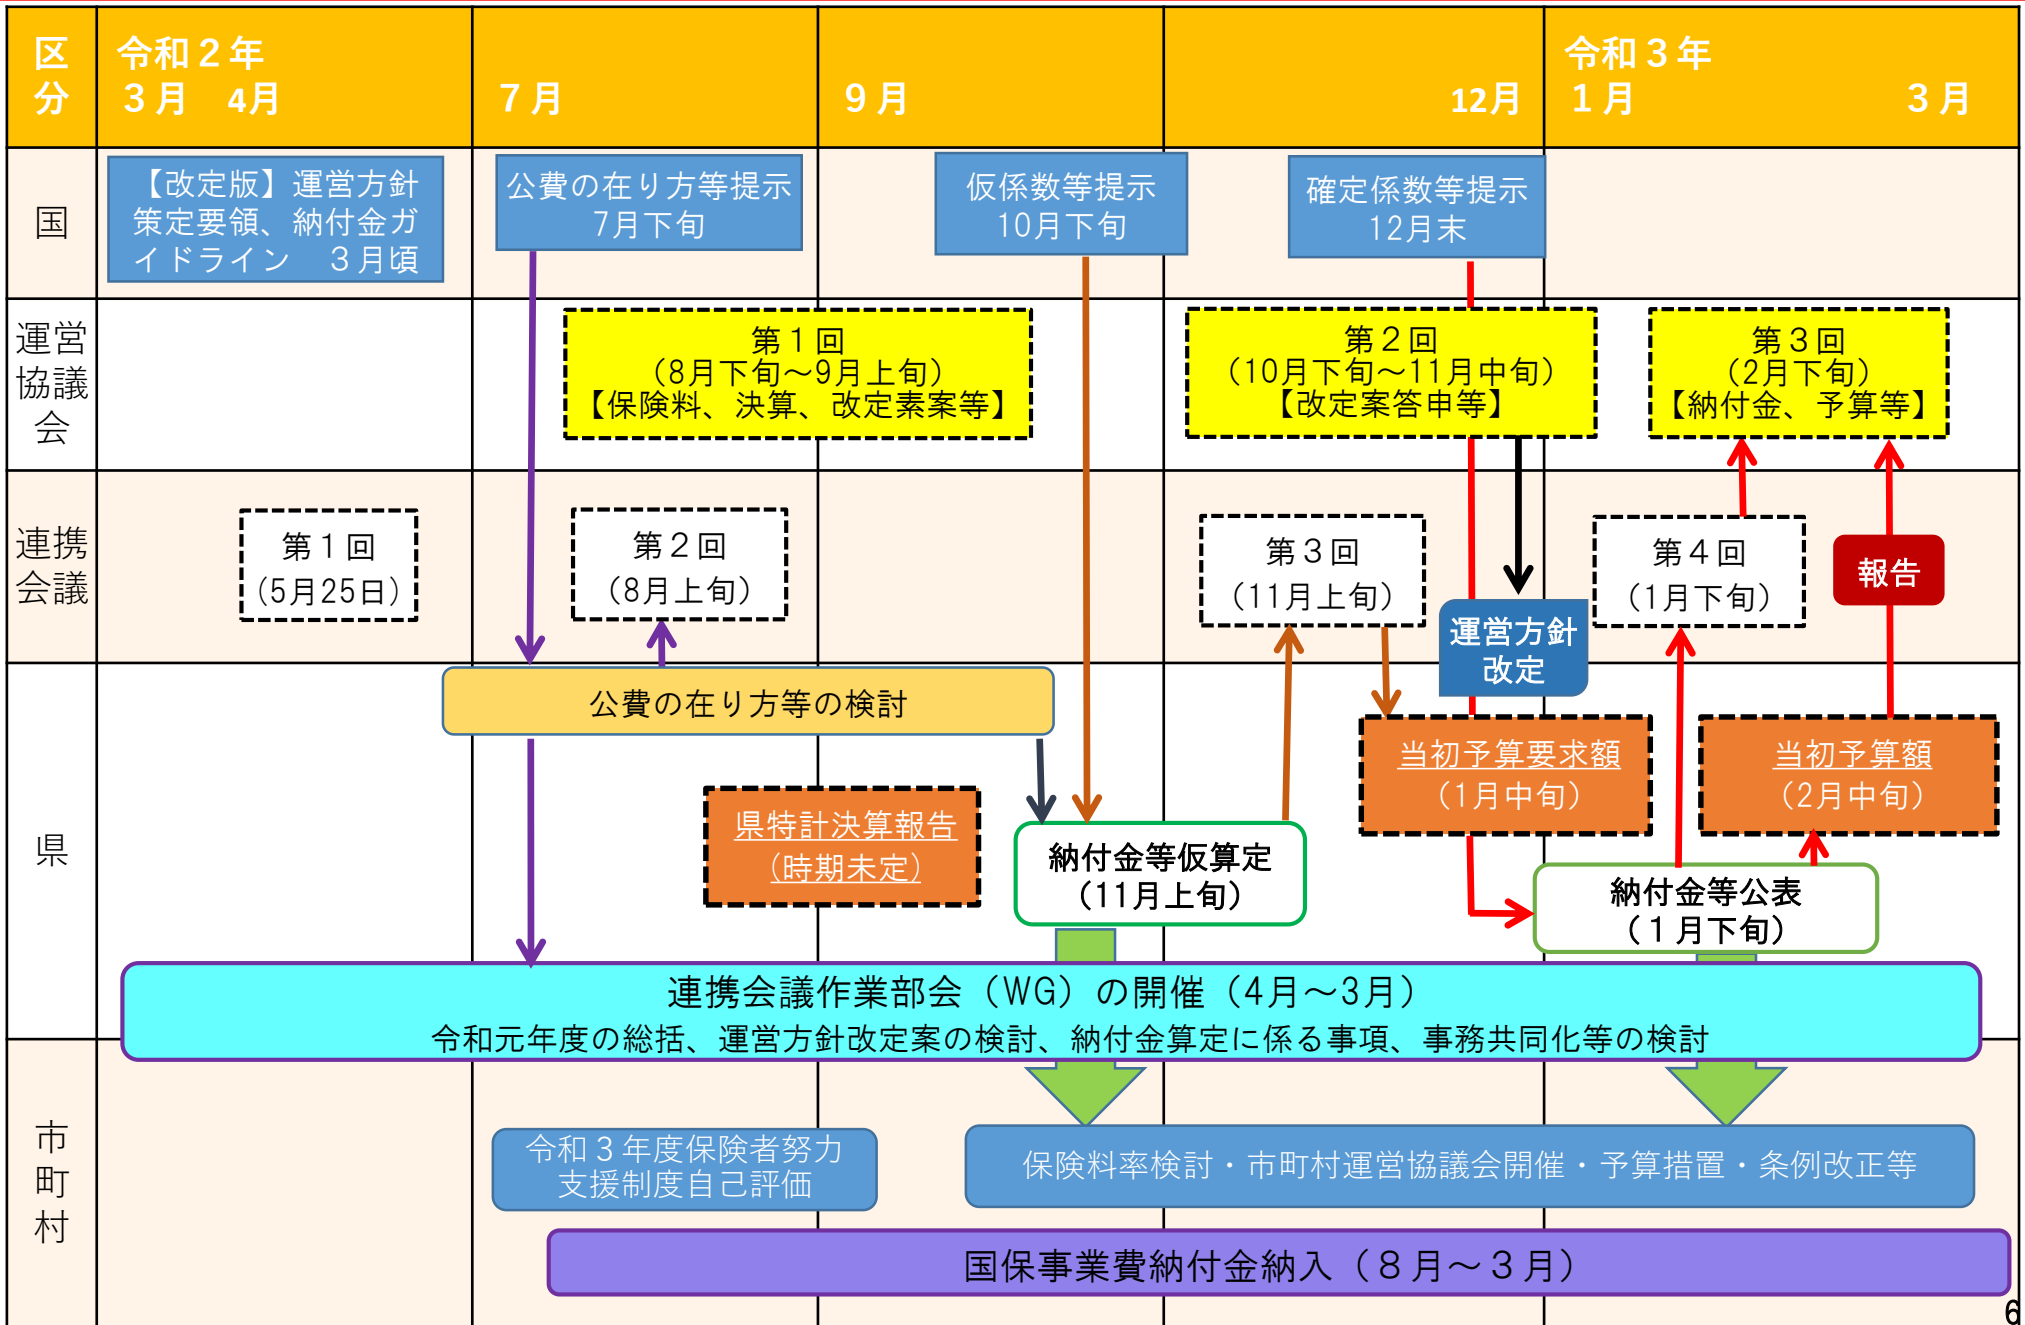 区分
令和２年
３月　4月
７月
９月
12月
令和３年
１月
３月
国
【改定版】運営方針
策定要領、納付金ガ
イドライン　３月頃
公費の在り方等提示
7月下旬
仮係数等提示
10月下旬
確定係数等提示
12月末
運営
協議
会
第１回
（8月下旬～9月上旬）
【保険料、決算、改定素案等】
第２回
（10月下旬～11月中旬）
【改定案答申等】
第３回
（2月下旬）
【納付金、予算等】
連携
会議
第１回
（5月25日）
第２回
（8月上旬）
第３回
（11月上旬）
運営方針
改定
第４回
（1月下旬）
報告
県
公費の在り方等の検討
県特計決算報告
（時期未定）
納付金等仮算定
（11月上旬）
当初予算要求額
（1月中旬）
当初予算額
（2月中旬）
納付金等公表
（１月下旬）
連携会議作業部会（WG）の開催（4月～3月）
令和元年度の総括、運営方針改定案の検討、納付金算定に係る事項、事務共同化等の検討
市
町
村
令和３年度保険者努力
支援制度自己評価
保険料率検討・市町村運営協議会開催・予算措置・条例改正等
国保事業費納付金納入（８月～３月）
6